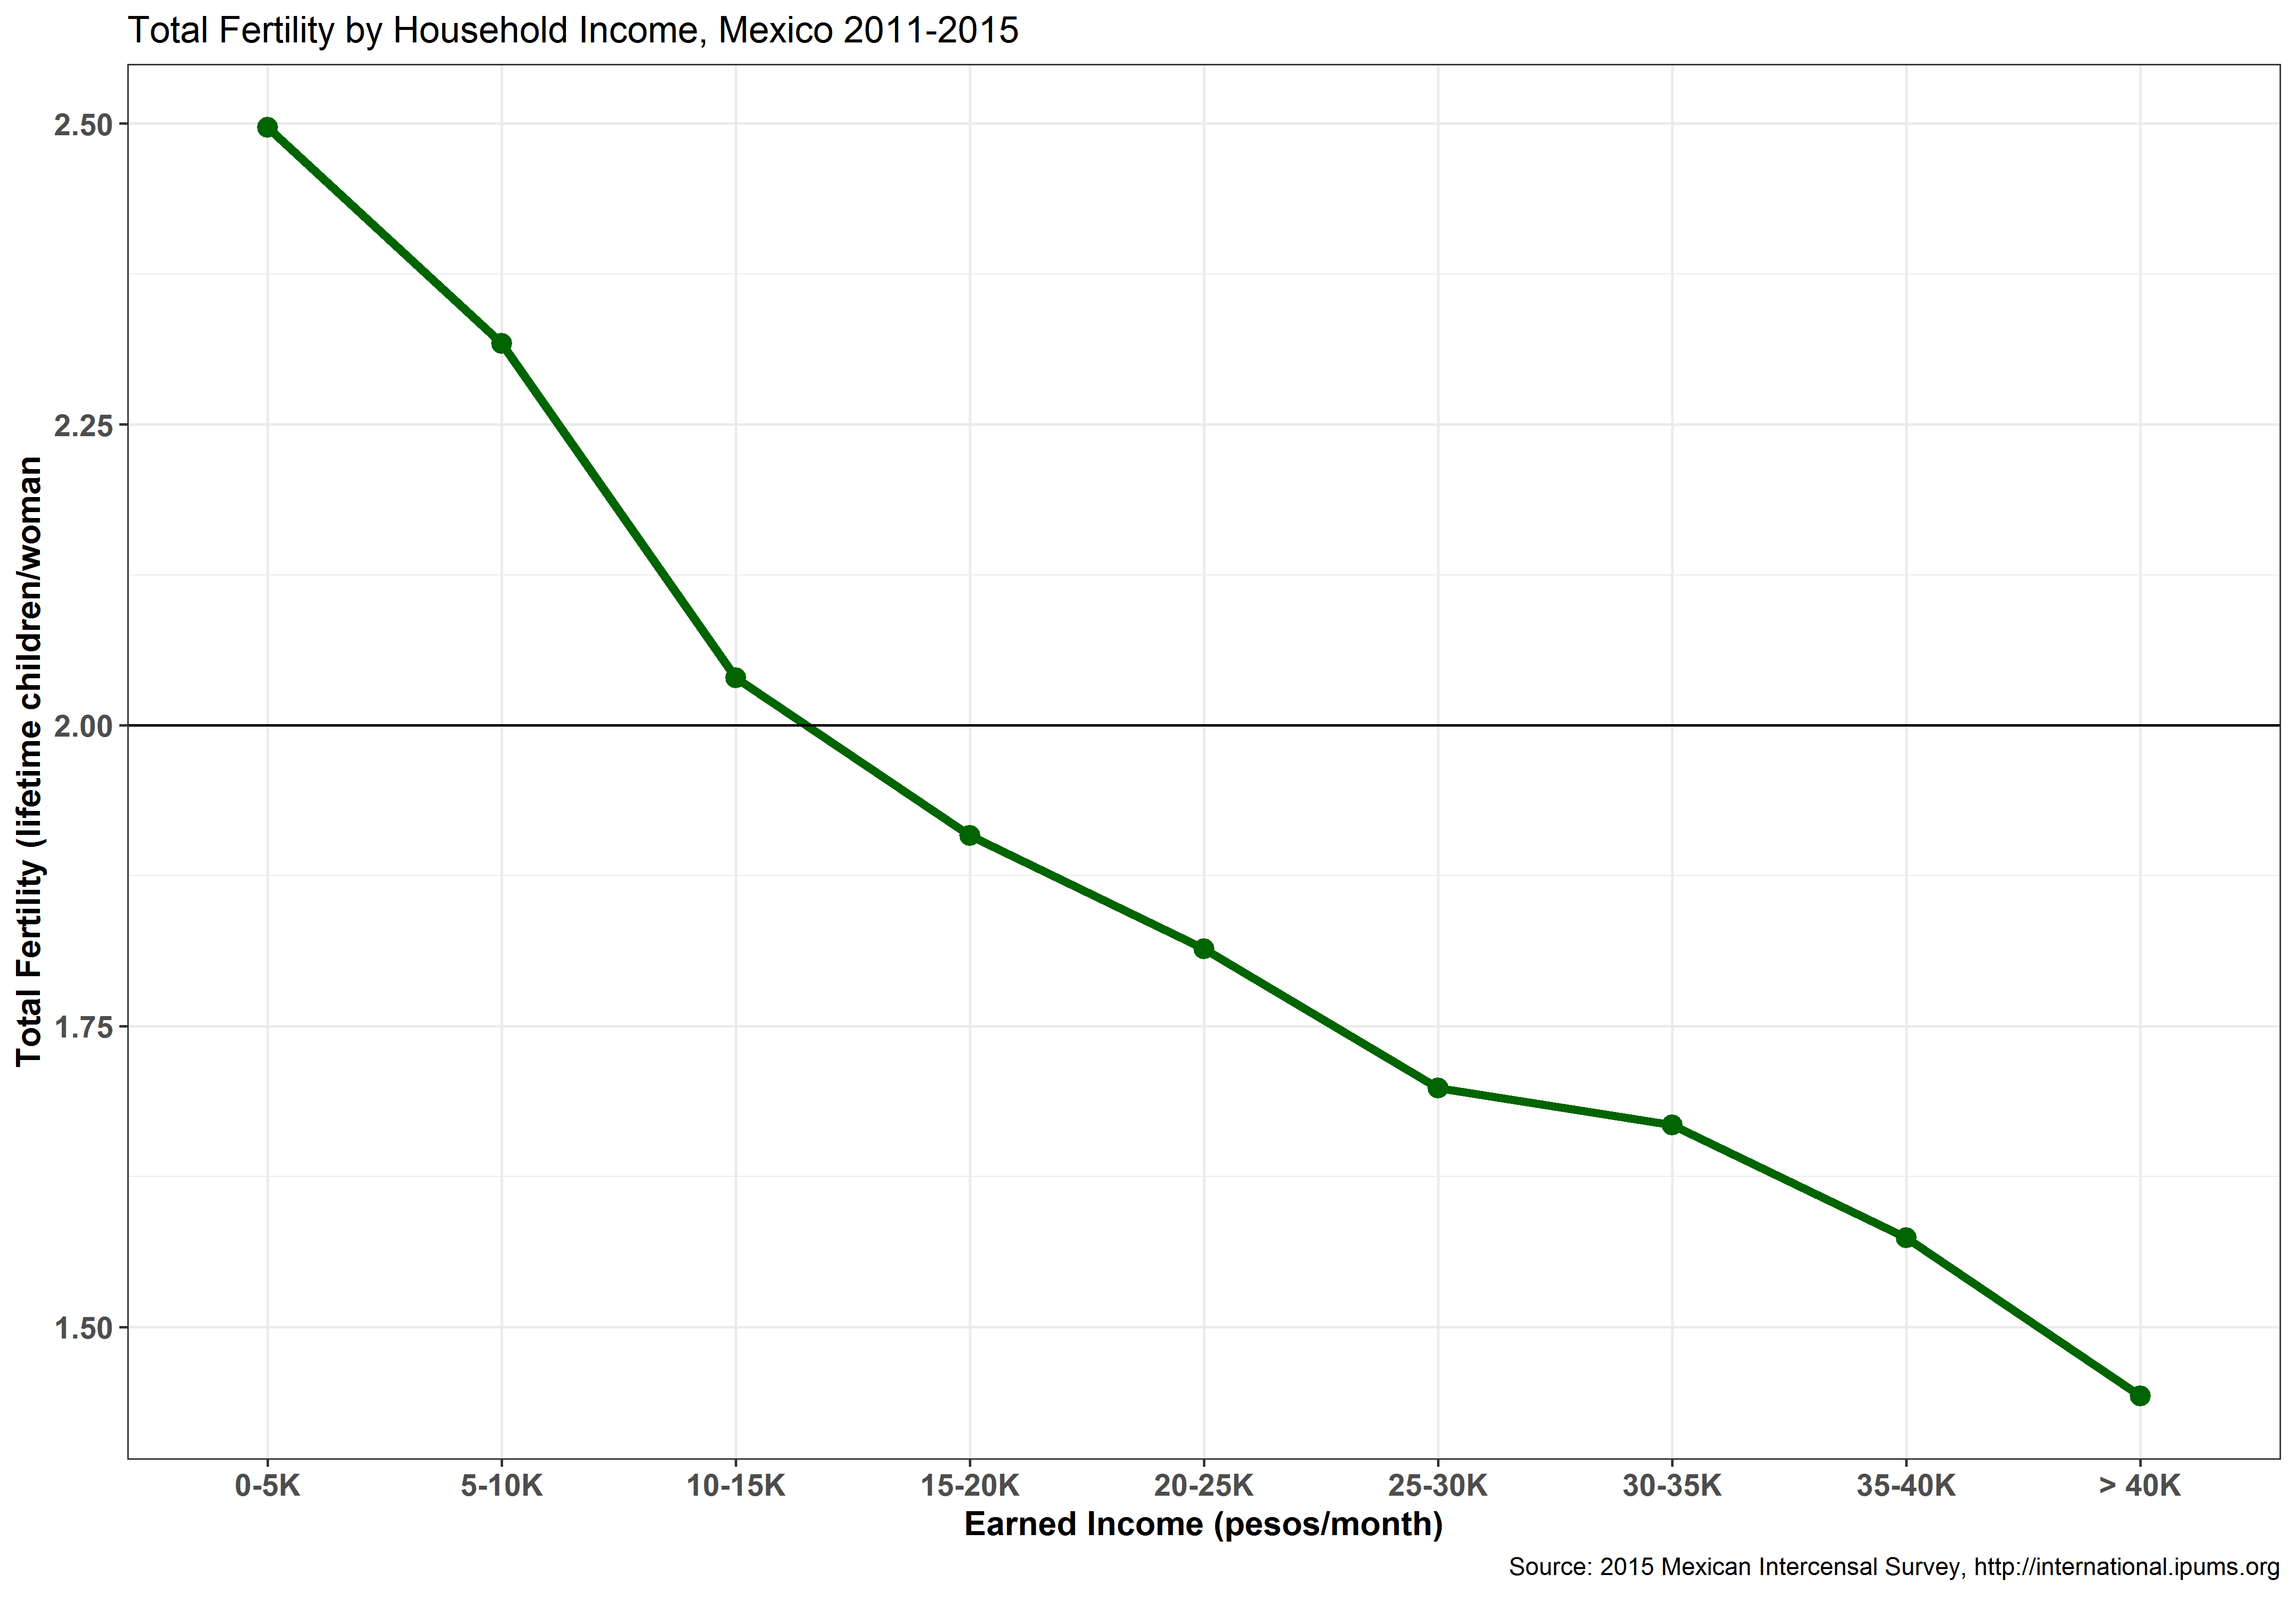 Total Fertility by Household Income, Mexico 2011-2015
Total Fertility (lifetime children/woman
2.50
2.25
2.00
1.75
1.50
0-5K 5-10K 10-15K 15-20K 20-25K 25-30K 30-35K 35-40K > 40K
Earned Income (pesos/month)
Source: 2015 Mexican Intercensal Survey, http://international.ipums.org